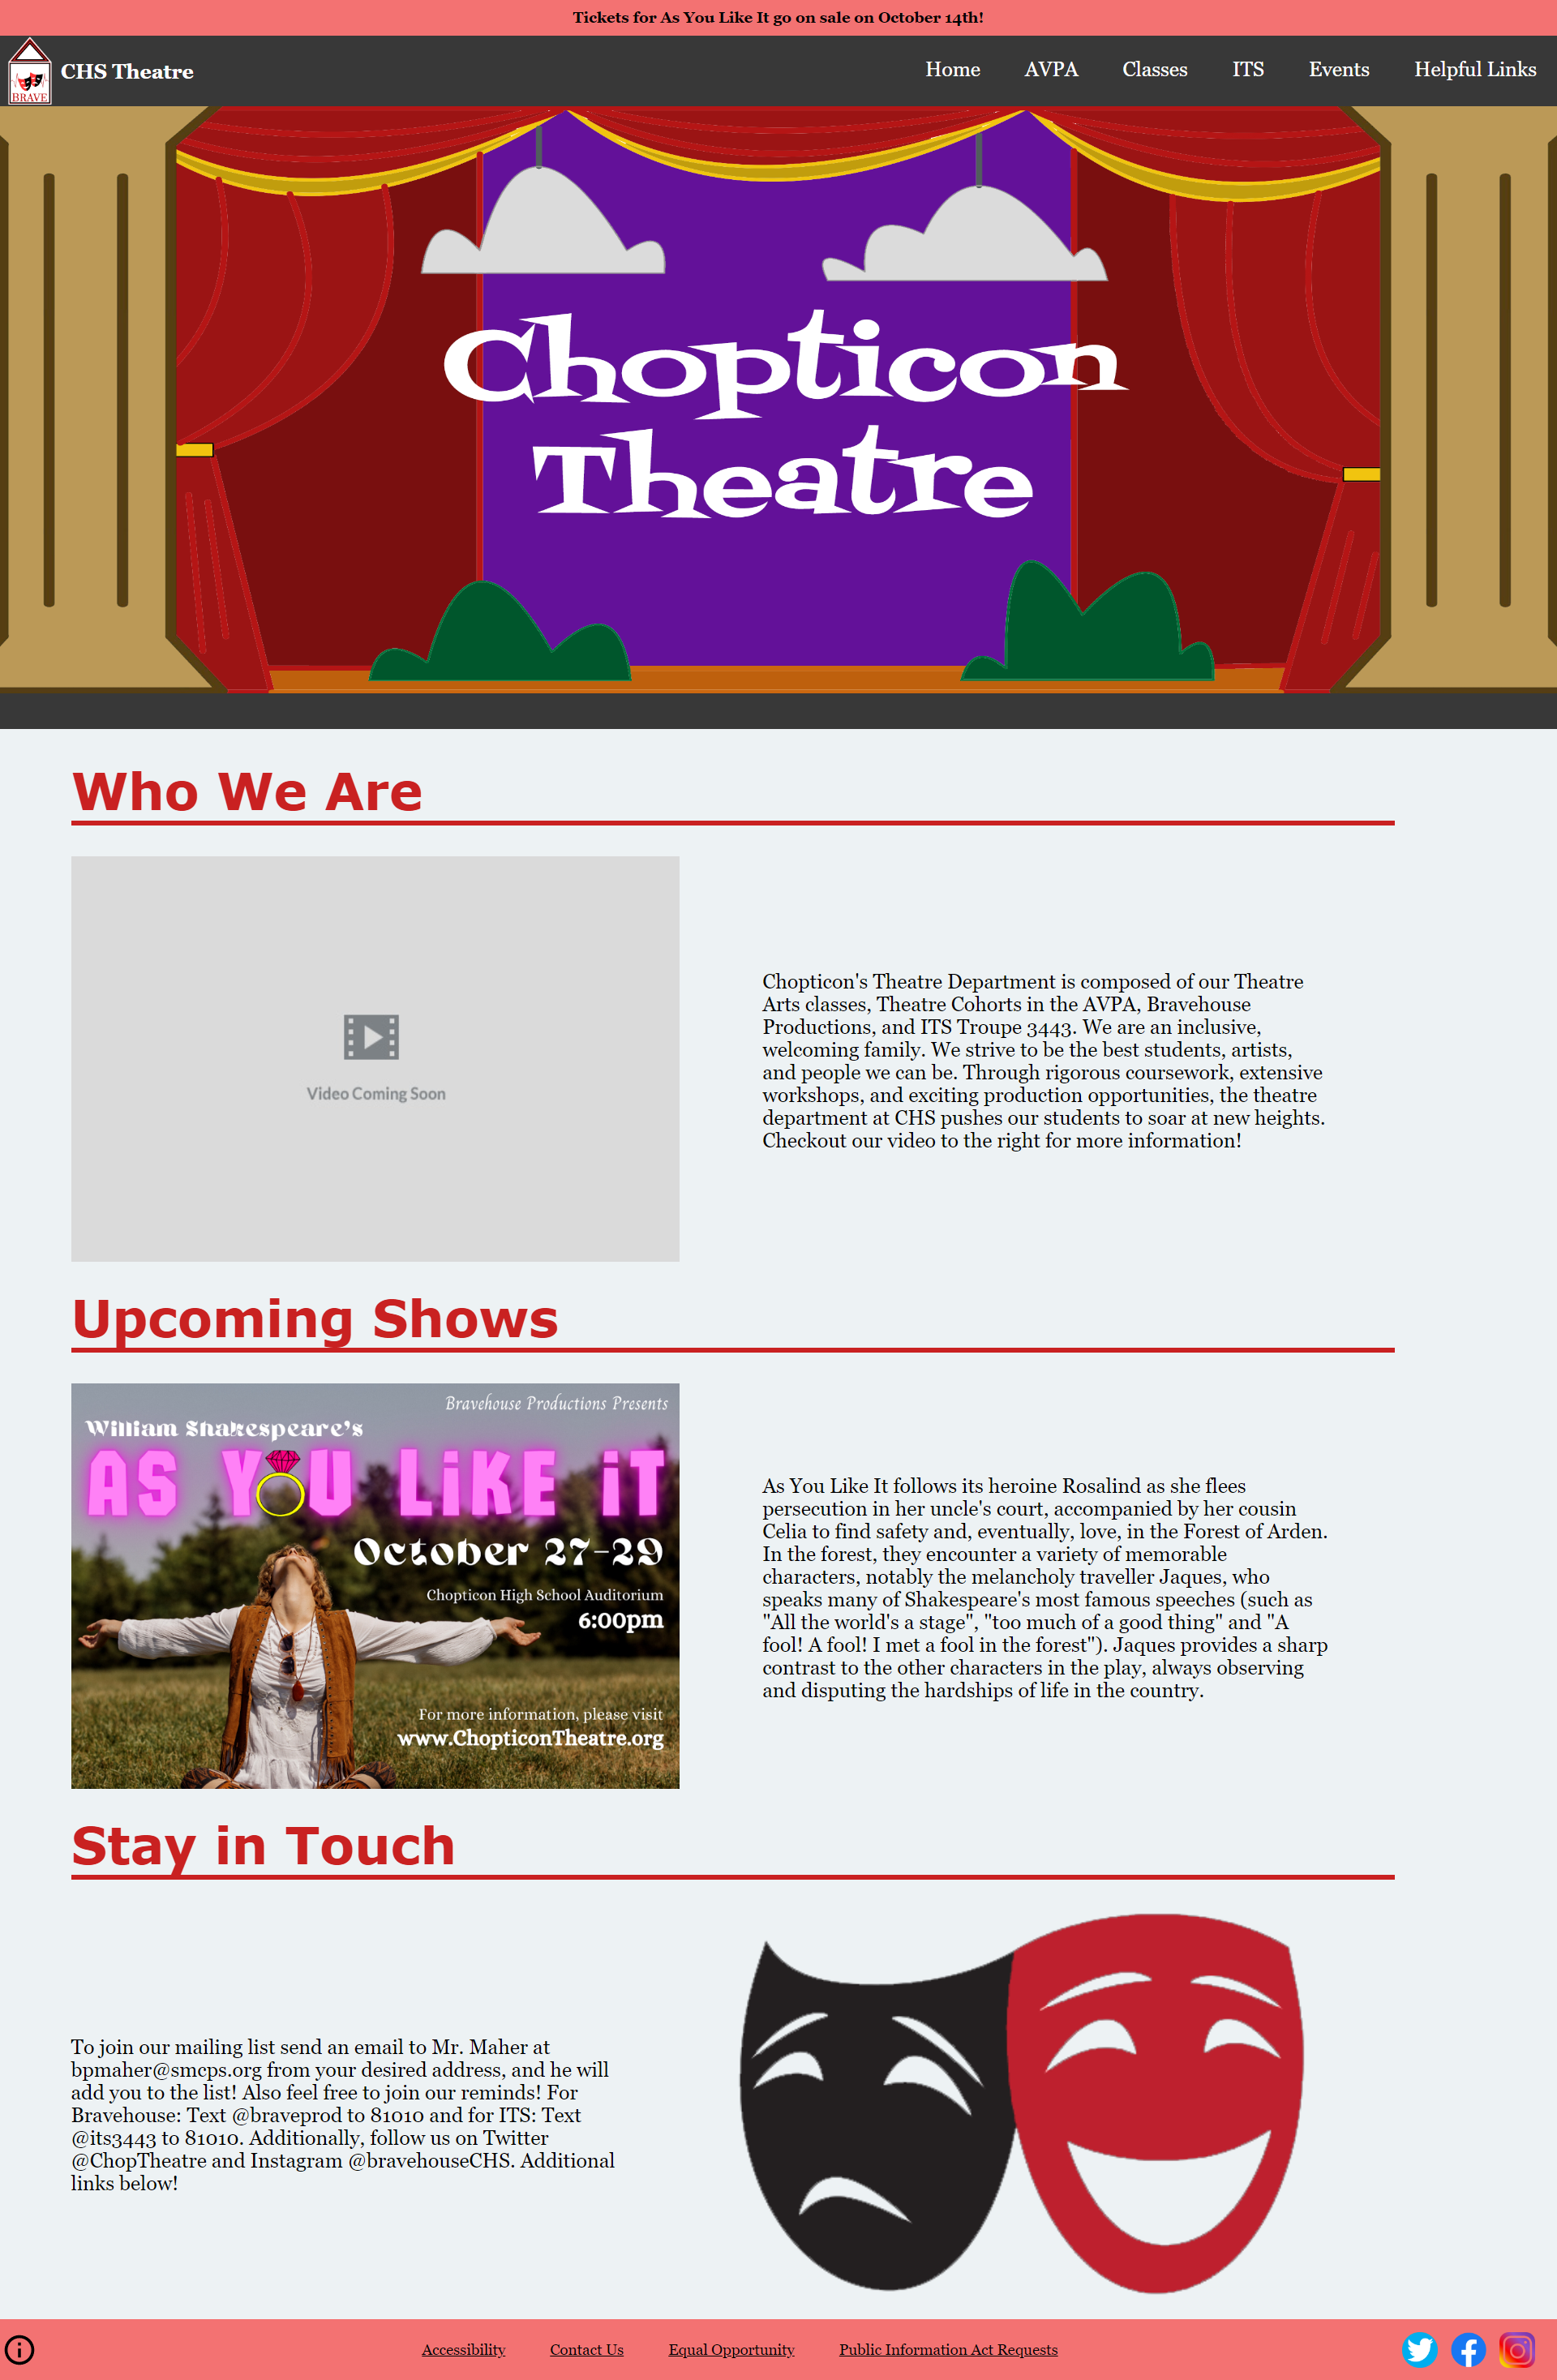 Tickets for As You Like It go on sale on October 14th!
BRAVE
CHS Theatre
Home AVPA Classes ITS Events Helpful Links
Chopticon
Theatre
Who We Are
Video Coming Soon
Chopticon's Theatre Department is composed of our Theatre
Arts classes, Theatre Cohorts in the AVPA, Bravehouse
Productions, and ITS Troupe 3443. We are an inclusive,
welcoming family. We strive to be the best students, artists,
and people we can be. Through rigorous coursework, extensive
workshops, and exciting production opportunities, the theatre
department at CHS pushes our students to soar at new heights.
Checkout our video to the right for more information!
Upcoming Shows
Bravehouse Productions Presents
William Shakespeare's
AS YOU LiKE iT
October 27-29
Chopticon High School Auditorium
6:00pm
For more information, please visit
www.ChopticonTheatre.org
As You Like It follows its heroine Rosalind as she flees
persecution in her uncle's court, accompanied by her cousin
Celia to find safety and, eventually, love, in the Forest of Arden.
In the forest, they encounter a variety of memorable
characters, notably the melancholy traveller Jaques, who
speaks many of Shakespeare's most famous speeches (such as
"All the world's a stage", "too much of a good thing" and "A
fool! A fool! I met a fool in the forest"). Jaques provides a sharp
contrast to the other characters in the play, always observing
and disputing the hardships of life in the country.
Stay in Touch
To join our mailing list send an email to Mr. Maher at
bpmaher@smcps.org from your desired address, and he will
add you to the list! Also feel free to join our reminds! For
Bravehouse: Text @braveprod to 81010 and for ITS: Text
@its3443 to 81010. Additionally, follow us on Twitter
@ChopTheatre and Instagram @bravehouseCHS. Additional
links below!
Accessibility Contact Us Equal Opportunity Public Information Act Requests